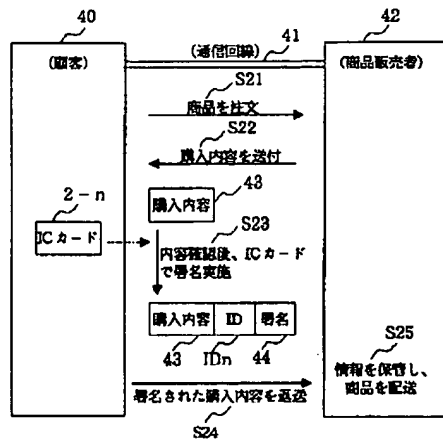 40
42
(通信回線)
41
(顧客)
(商品販売者)
S21
商品を注文
S22
購入内容を送付
43
2-n
購入内容
S23
ICカード
内容確認後、ICカード
で署名実施
購入内容 ID 署名
43 IDn 44
S25
情報を保管し、
商品を配送
署名された購入内容を返送
S24